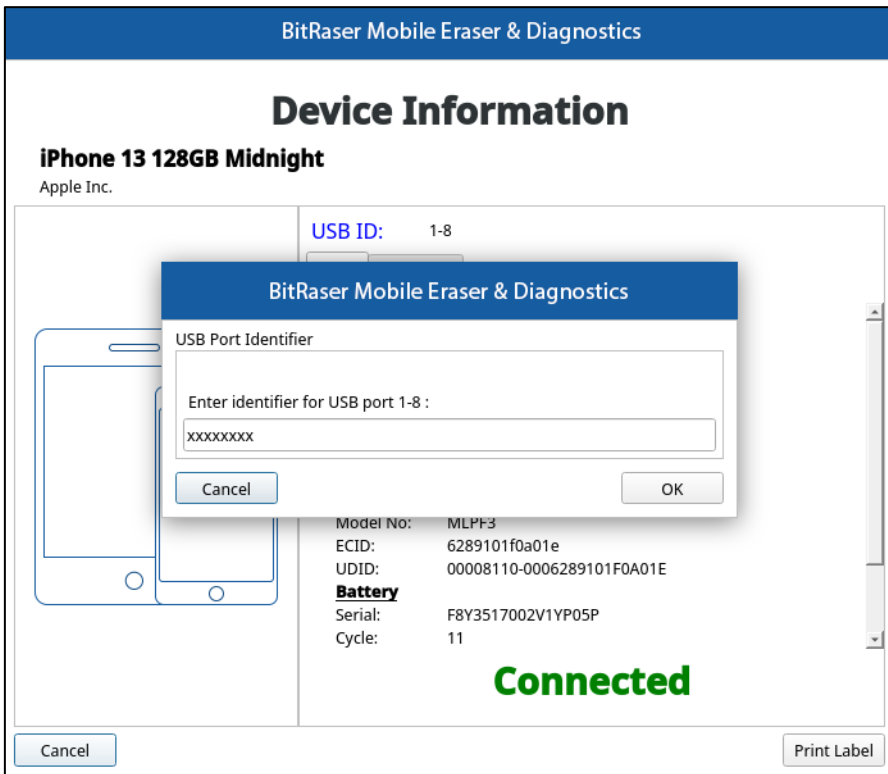 BitRaser Mobile Eraser & Diagnostics
Device Information
iPhone 13 128GB Midnight
Apple Inc.
USB ID: 1-8
BitRaser Mobile Eraser & Diagnostics
USB Port Identifier
Enter identifier for USB port 1-8 :
xxxxxxxx
Cancel OK
Model No: MLPF3
ECID: 6289101f0a01e
UDID: 00008110-0006289101F0A01E
Battery
Serial: F8Y3517002V1YP05P
Cycle: 11
Connected
Cancel Print Label